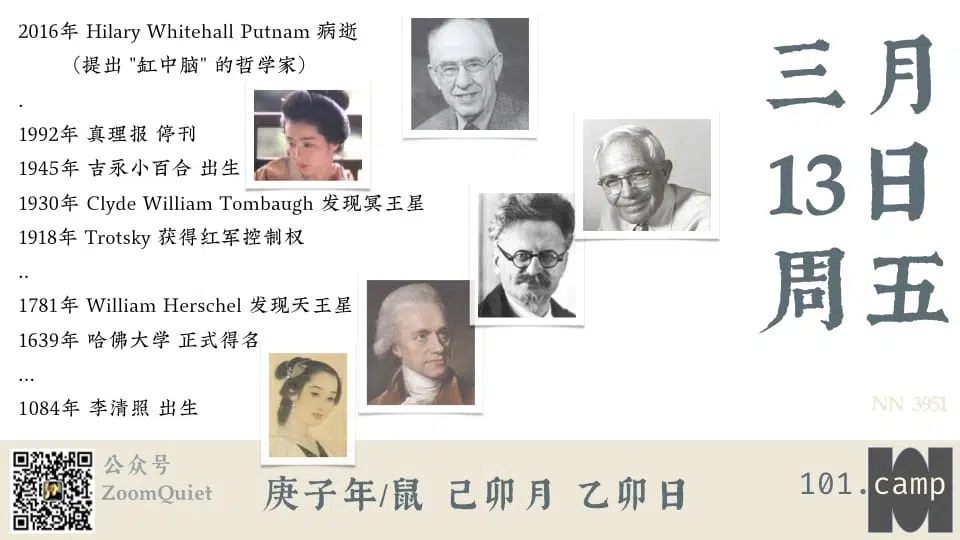 2016年 Hilary Whitehall Putnam 病逝
（提出 "缸中脑" 的哲学家）
.
1992年 真理报 停刊
1945年 吉永小百合 出生
1930年 Clyde William Tombaugh 发现冥王星
1918年 Trotsky 获得红军控制权
..
1781年 William Herschel 发现天王星
1639年 哈佛大学 正式得名
...
1084年 李清照 出生
三月
13日
周五
NN 3951
公众号
ZoomQuiet
庚子年/鼠 己卯月 乙卯日
101.camp